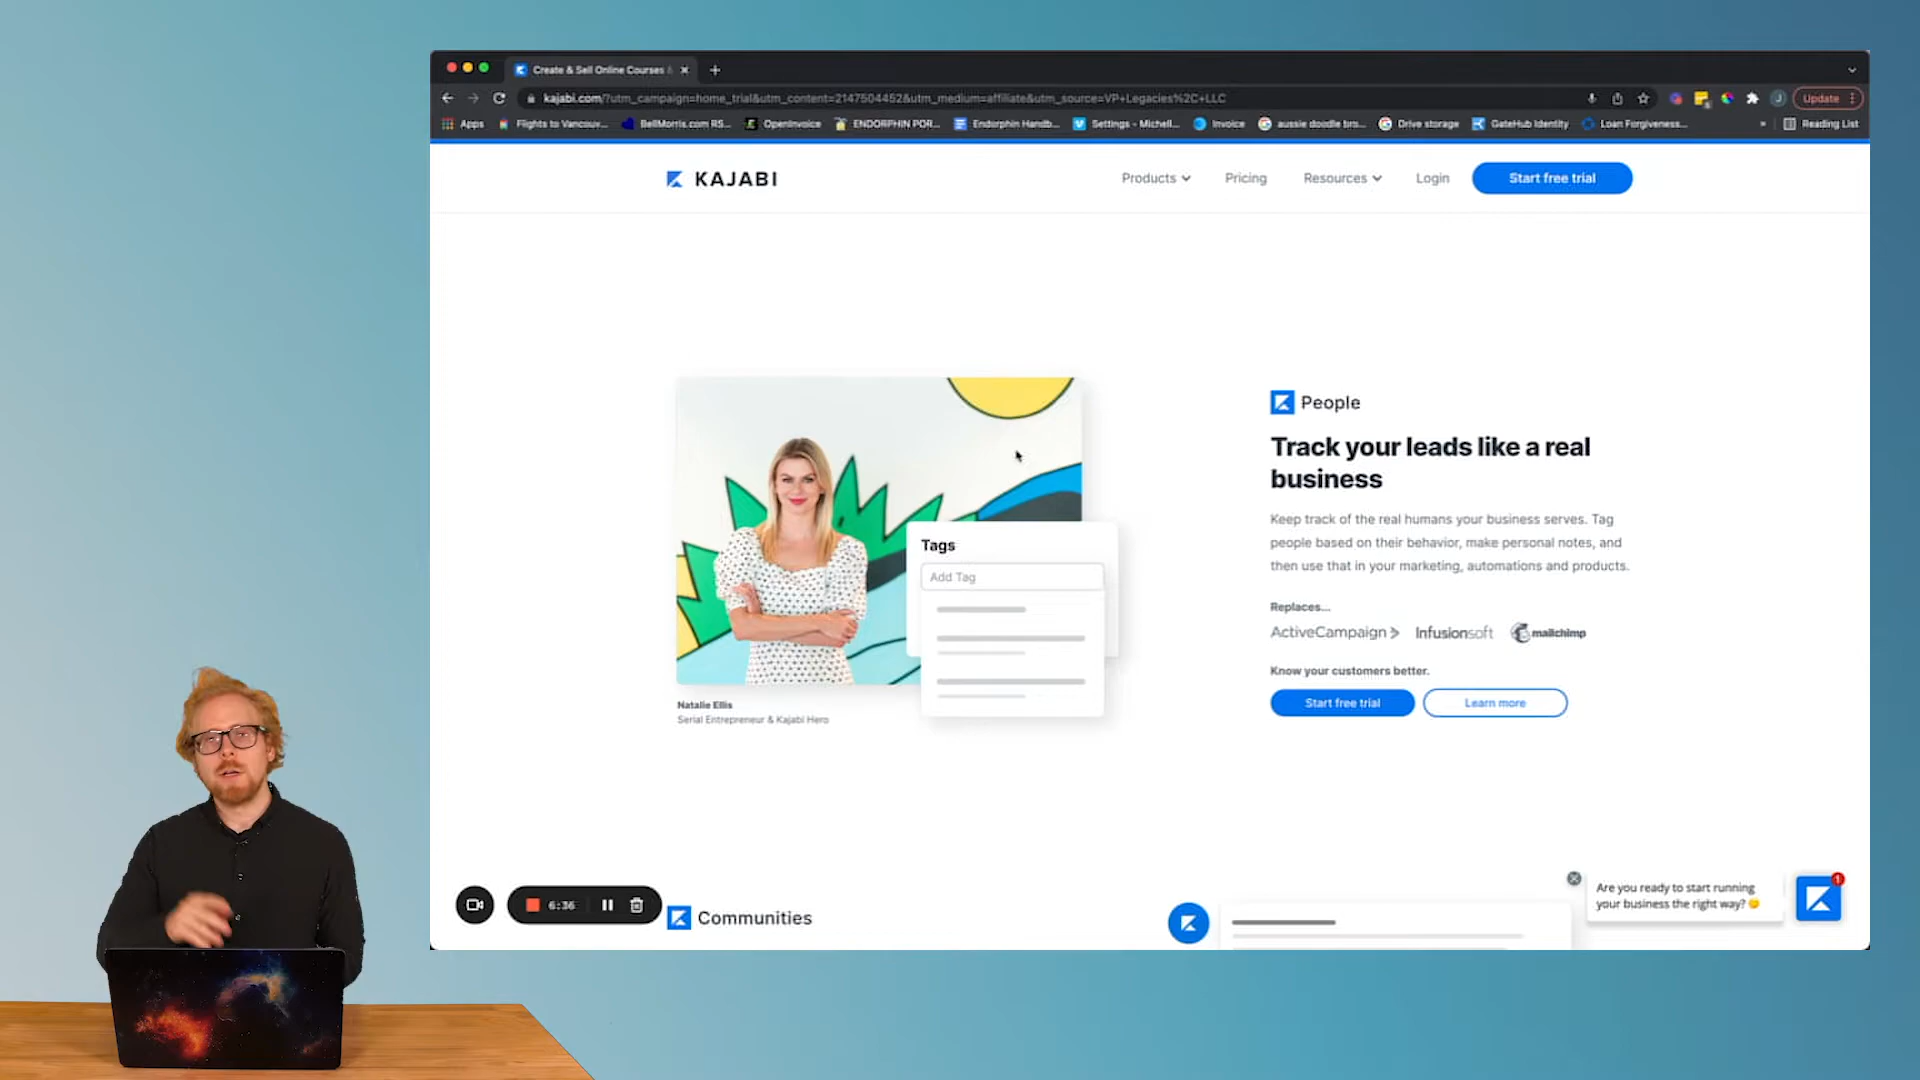 Create & Sell Online Courses &
kajabi.com/?utm_campaign=home_trial&utm_content=2147504452&utm_medium=affiliate&utm_source=VP+Legacies%2C+LLC
Update
Apps
Flights to Vancouv...
BellMorris.com RS...
OpenInvoice
ENDORPHIN POR...
Endorphin Handb...
Settings - Michell...
Invoice
aussie doodle bro...
Drive storage
GateHub Identity
Loan Forgiveness...
»
Reading List
KAJABI
Products
Pricing
Resources
Login
Start free trial
People
Track your leads like a real
business
Keep track of the real humans your business serves. Tag
people based on their behavior, make personal notes, and
then use that in your marketing, automations and products.
Replaces...
ActiveCampaign >
Infusionsoft
mailchimp
Know your customers better.
Start free trial
Learn more
Tags
Add Tag
Natalie Ellis
Serial Entrepreneur & Kajabi Hero
6:36
Communities
Are you ready to start running
your business the right way? 😊
1